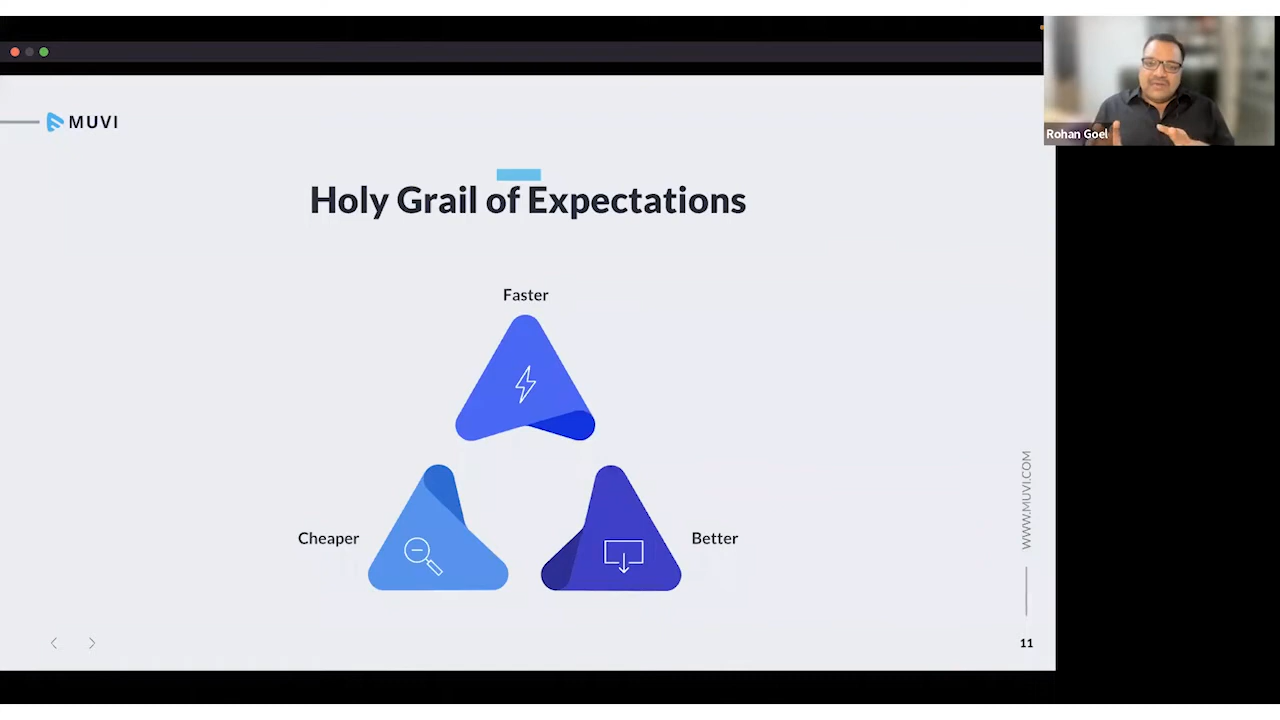 Rohan Goel
MUVI
Holy Grail of Expectations
Faster
Cheaper
Better
WWW.MUVI.COM
11